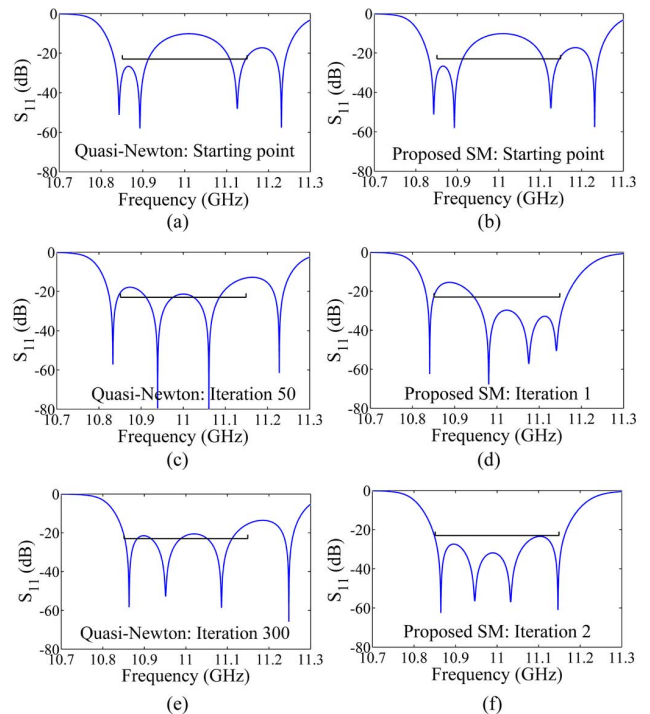 0
-20
-40
-60
-80
S11 (dB)
Quasi-Newton: Starting point
10.7 10.8 10.9 11 11.1 11.2 11.3
Frequency (GHz)
(a)
0
-20
-40
-60
-80
S11 (dB)
Proposed SM: Starting point
10.7 10.8 10.9 11 11.1 11.2 11.3
Frequency (GHz)
(b)
0
-20
-40
-60
-80
S11 (dB)
Quasi-Newton: Iteration 50
10.7 10.8 10.9 11 11.1 11.2 11.3
Frequency (GHz)
(c)
0
-20
-40
-60
-80
S11 (dB)
Proposed SM: Iteration 1
10.7 10.8 10.9 11 11.1 11.2 11.3
Frequency (GHz)
(d)
0
-20
-40
-60
-80
S11 (dB)
Quasi-Newton: Iteration 300
10.7 10.8 10.9 11 11.1 11.2 11.3
Frequency (GHz)
(e)
0
-20
-40
-60
-80
S11 (dB)
Proposed SM: Iteration 2
10.7 10.8 10.9 11 11.1 11.2 11.3
Frequency (GHz)
(f)